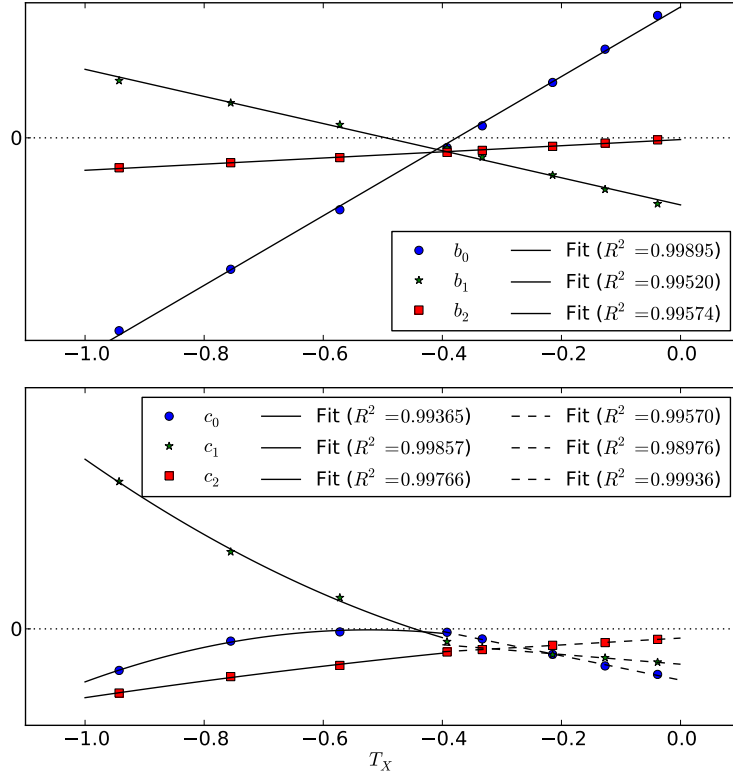 0
b₀ Fit (R² =0.99895)
b₁ Fit (R² =0.99520)
b₂ Fit (R² =0.99574)
−1.0 −0.8 −0.6 −0.4 −0.2 0.0
c₀ Fit (R² =0.99365) Fit (R² =0.99570)
c₁ Fit (R² =0.99857) Fit (R² =0.98976)
c₂ Fit (R² =0.99766) Fit (R² =0.99936)
0
−1.0 −0.8 −0.6 −0.4 −0.2 0.0
T_X